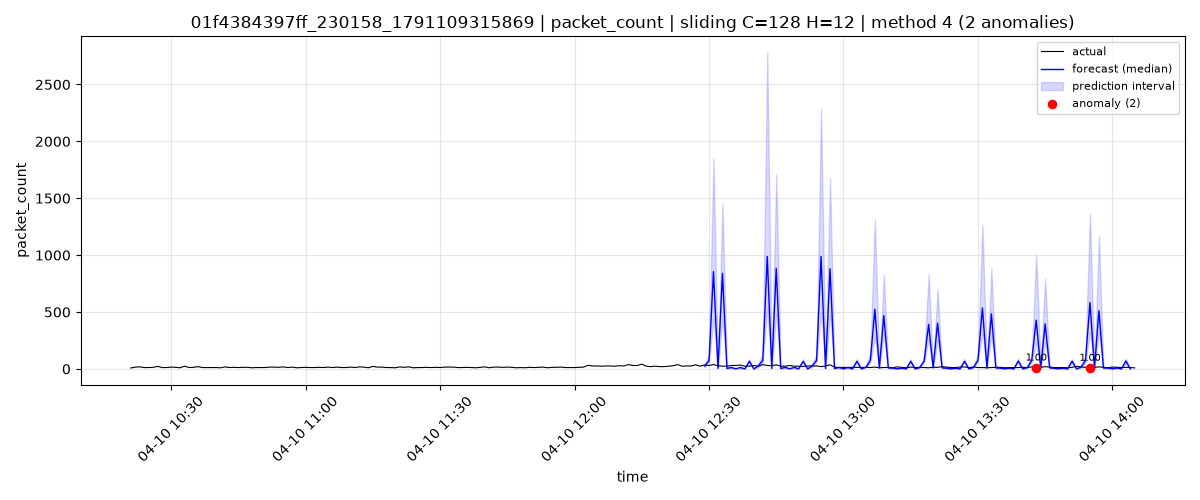 01f4384397ff_230158_1791109315869 | packet_count | sliding C=128 H=12 | method 4 (2 anomalies)
actual
forecast (median)
prediction interval
anomaly (2)
packet_count
2500
2000
1500
1000
500
0
1.00
1.00
04-10 10:30
04-10 11:00
04-10 11:30
04-10 12:00
04-10 12:30
04-10 13:00
04-10 13:30
04-10 14:00
time